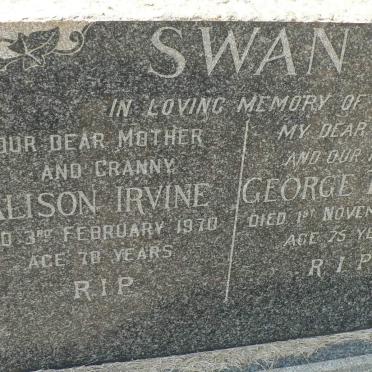 SWAN
IN LOVING MEMORY OF
OUR DEAR MOTHER
AND GRANNY
ALISON IRVINE
3RD FEBRUARY 1970
AGE 78 YEARS
R.I.P.
MY DEAR
AND OUR
GEORGE
DIED 1ST NOVEM
AGE 75 YE
R I P